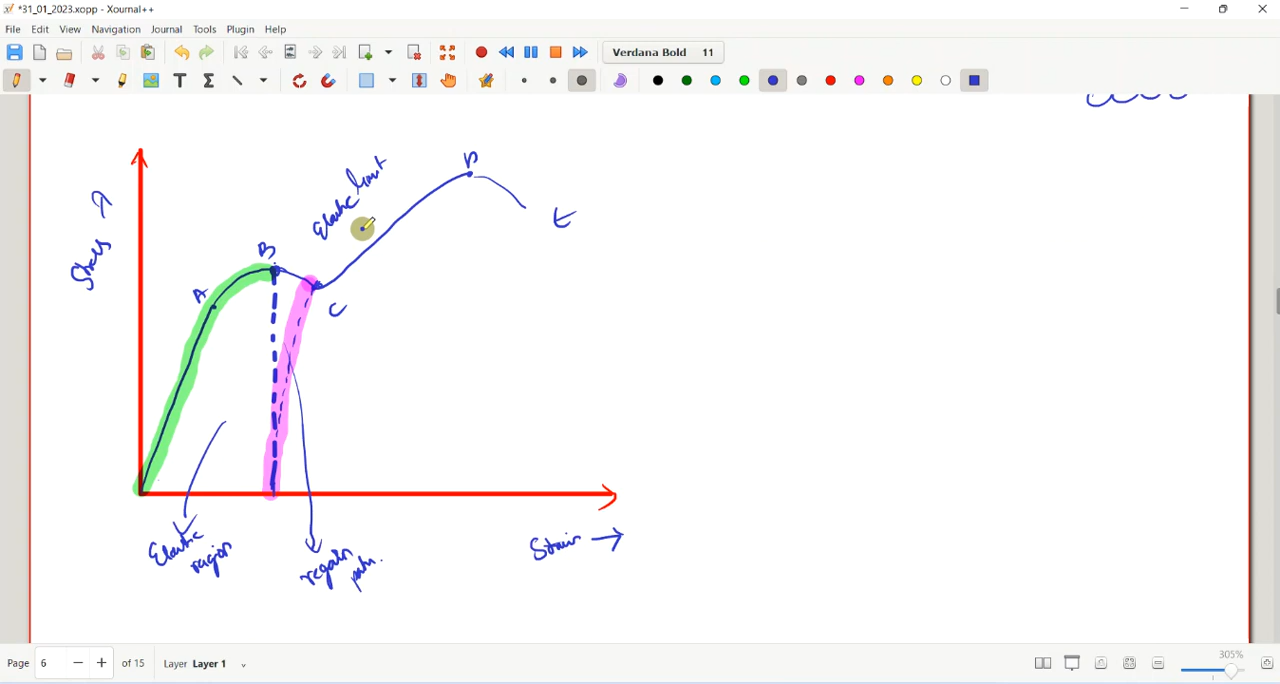 *31_01_2023.xopp - Xournal++
File Edit View Navigation Journal Tools Plugin Help
Verdana Bold 11
Stress
Elastic limit
D
E
B
A
C
Elastic region
regain
Strain
305%
Page 6 of 15 Layer Layer 1